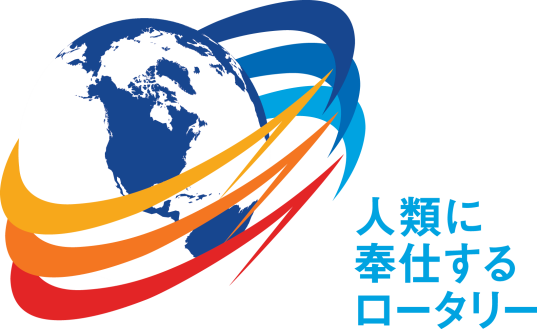 人類に
奉仕する
ロータリー